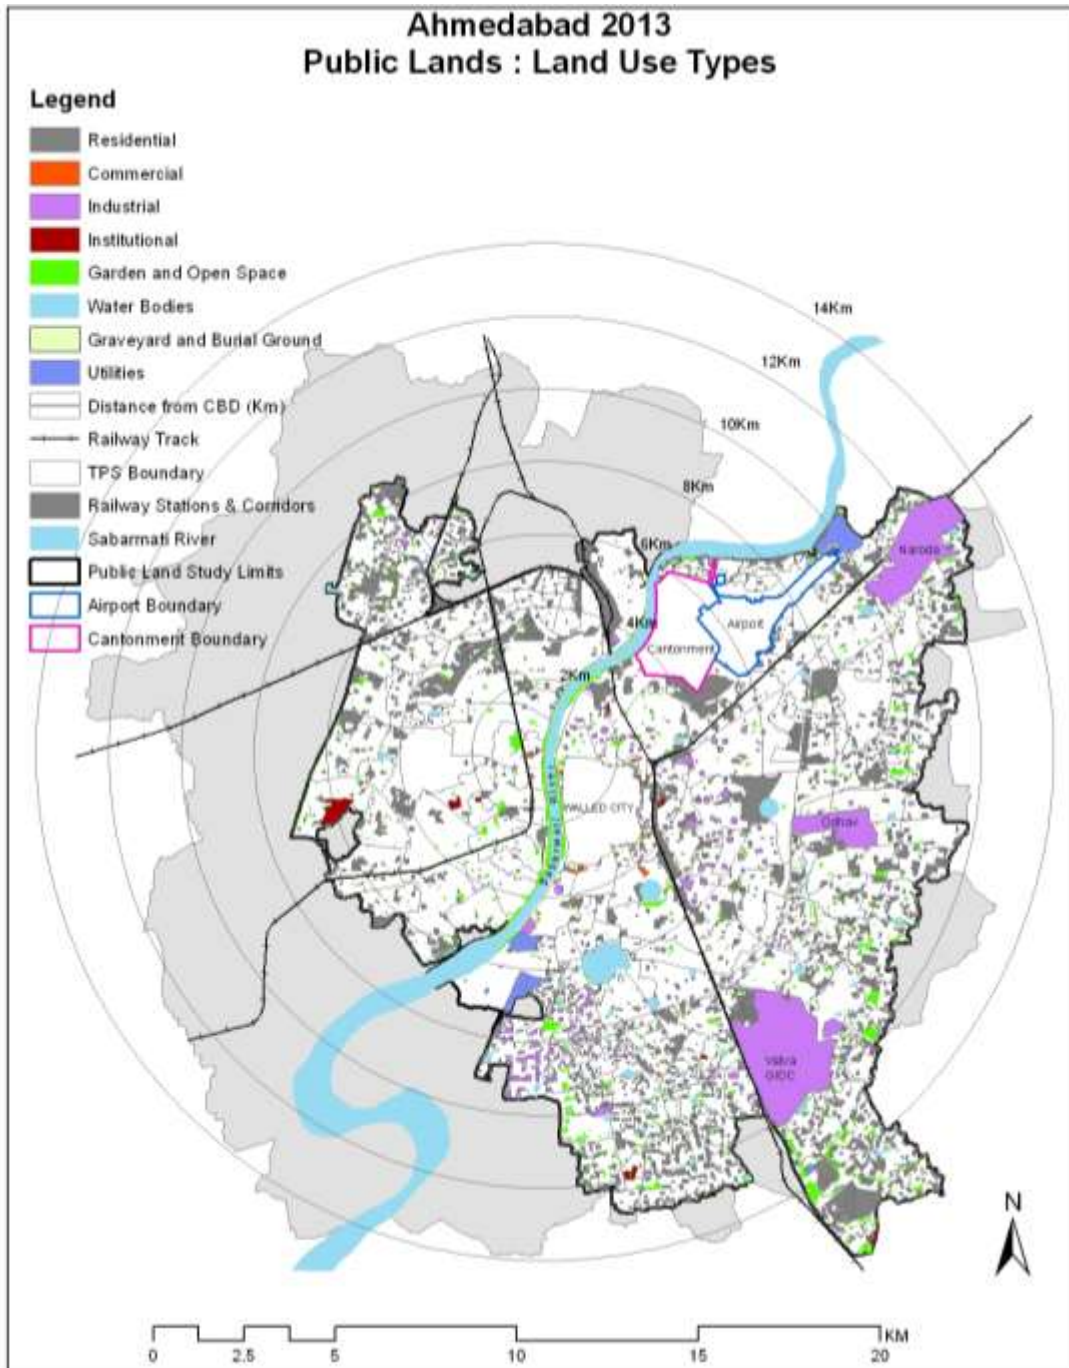 Ahmedabad 2013
Public Lands : Land Use Types
Legend
Residential
Commercial
Industrial
Institutional
Garden and Open Space
Water Bodies
Graveyard and Burial Ground
Utilities
Distance from CBD (Km)
Railway Track
TPS Boundary
Railway Stations & Corridors
Sabarmati River
Public Land Study Limits
Airport Boundary
Cantonment Boundary
14Km
12Km
10Km
8Km
6Km
4Km
2Km
Naroda
Airport
Cantonment
WALLED CITY
Sabarmati River
Odhav
Vatva
GIDC
N
0 2.5 5 10 15 20
KM